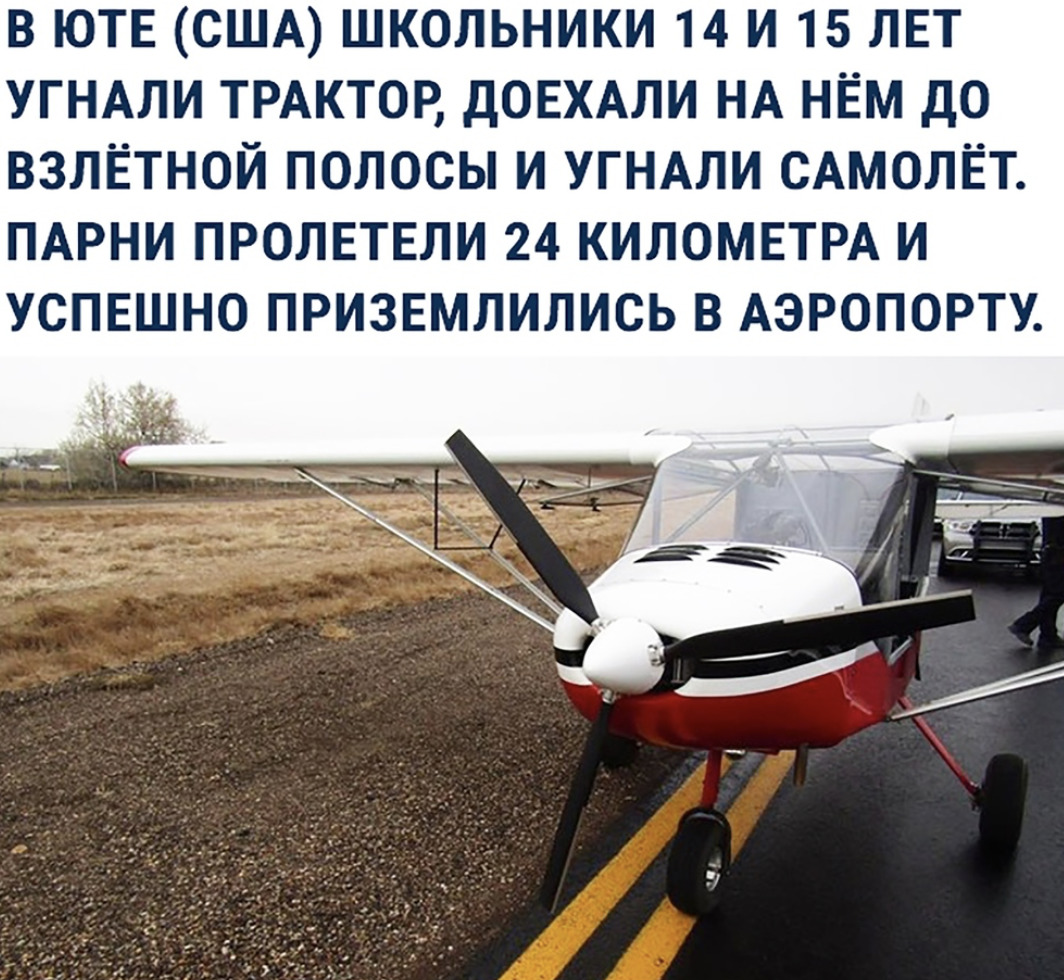 В ЮТЕ (США) ШКОЛЬНИКИ 14 И 15 ЛЕТ
УГНАЛИ ТРАКТОР, ДОЕХАЛИ НА НЁМ ДО
ВЗЛЁТНОЙ ПОЛОСЫ И УГНАЛИ САМОЛЁТ.
ПАРНИ ПРОЛЕТЕЛИ 24 КИЛОМЕТРА И
УСПЕШНО ПРИЗЕМЛИЛИСЬ В АЭРОПОРТУ.